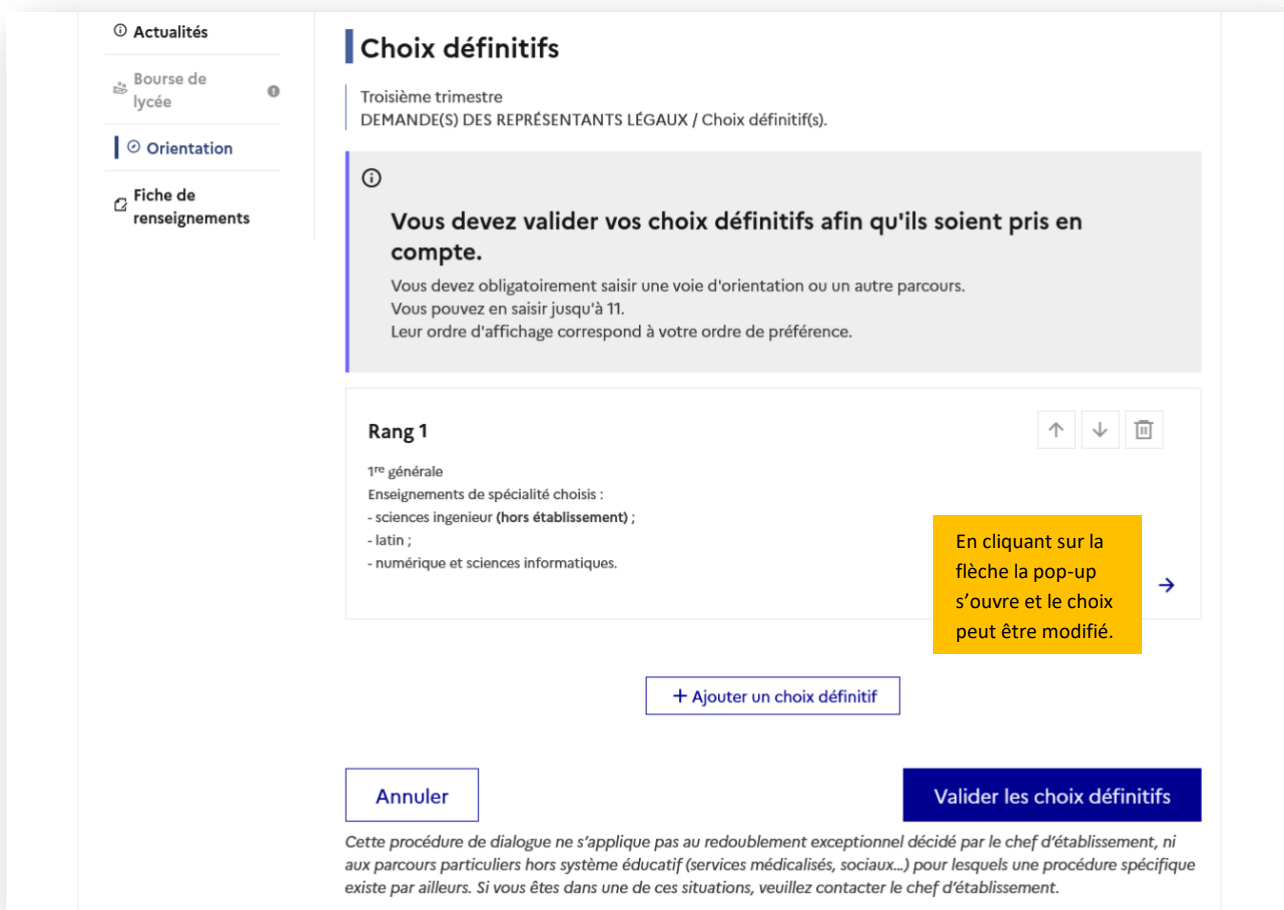 Actualités
Bourse de
lycée
Orientation
Fiche de
renseignements
Choix définitifs
Troisième trimestre
DEMANDE(S) DES REPRÉSENTANTS LÉGAUX / Choix définitif(s).
Vous devez valider vos choix définitifs afin qu'ils soient pris en
compte.
Vous devez obligatoirement saisir une voie d'orientation ou un autre parcours.
Vous pouvez en saisir jusqu'à 11.
Leur ordre d'affichage correspond à votre ordre de préférence.
Rang 1
1re générale
Enseignements de spécialité choisis :
- sciences ingenieur (hors établissement) ;
- latin ;
- numérique et sciences informatiques.
En cliquant sur la
flèche la pop-up
s’ouvre et le choix
peut être modifié.
+ Ajouter un choix définitif
Annuler
Valider les choix définitifs
Cette procédure de dialogue ne s’applique pas au redoublement exceptionnel décidé par le chef d’établissement, ni
aux parcours particuliers hors système éducatif (services médicalisés, sociaux…) pour lesquels une procédure spécifique
existe par ailleurs. Si vous êtes dans une de ces situations, veuillez contacter le chef d’établissement.